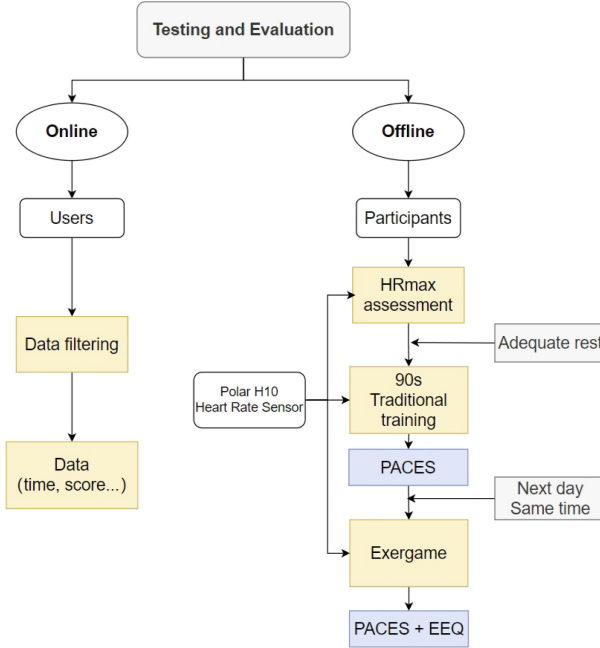 Testing and Evaluation
Online
Offline
Users
Participants
HRmax
assessment
Data filtering
Adequate rest
Polar H10
Heart Rate Sensor
90s
Traditional
training
Data
(time, score...)
PACES
Next day
Same time
Exergame
PACES + EEQ